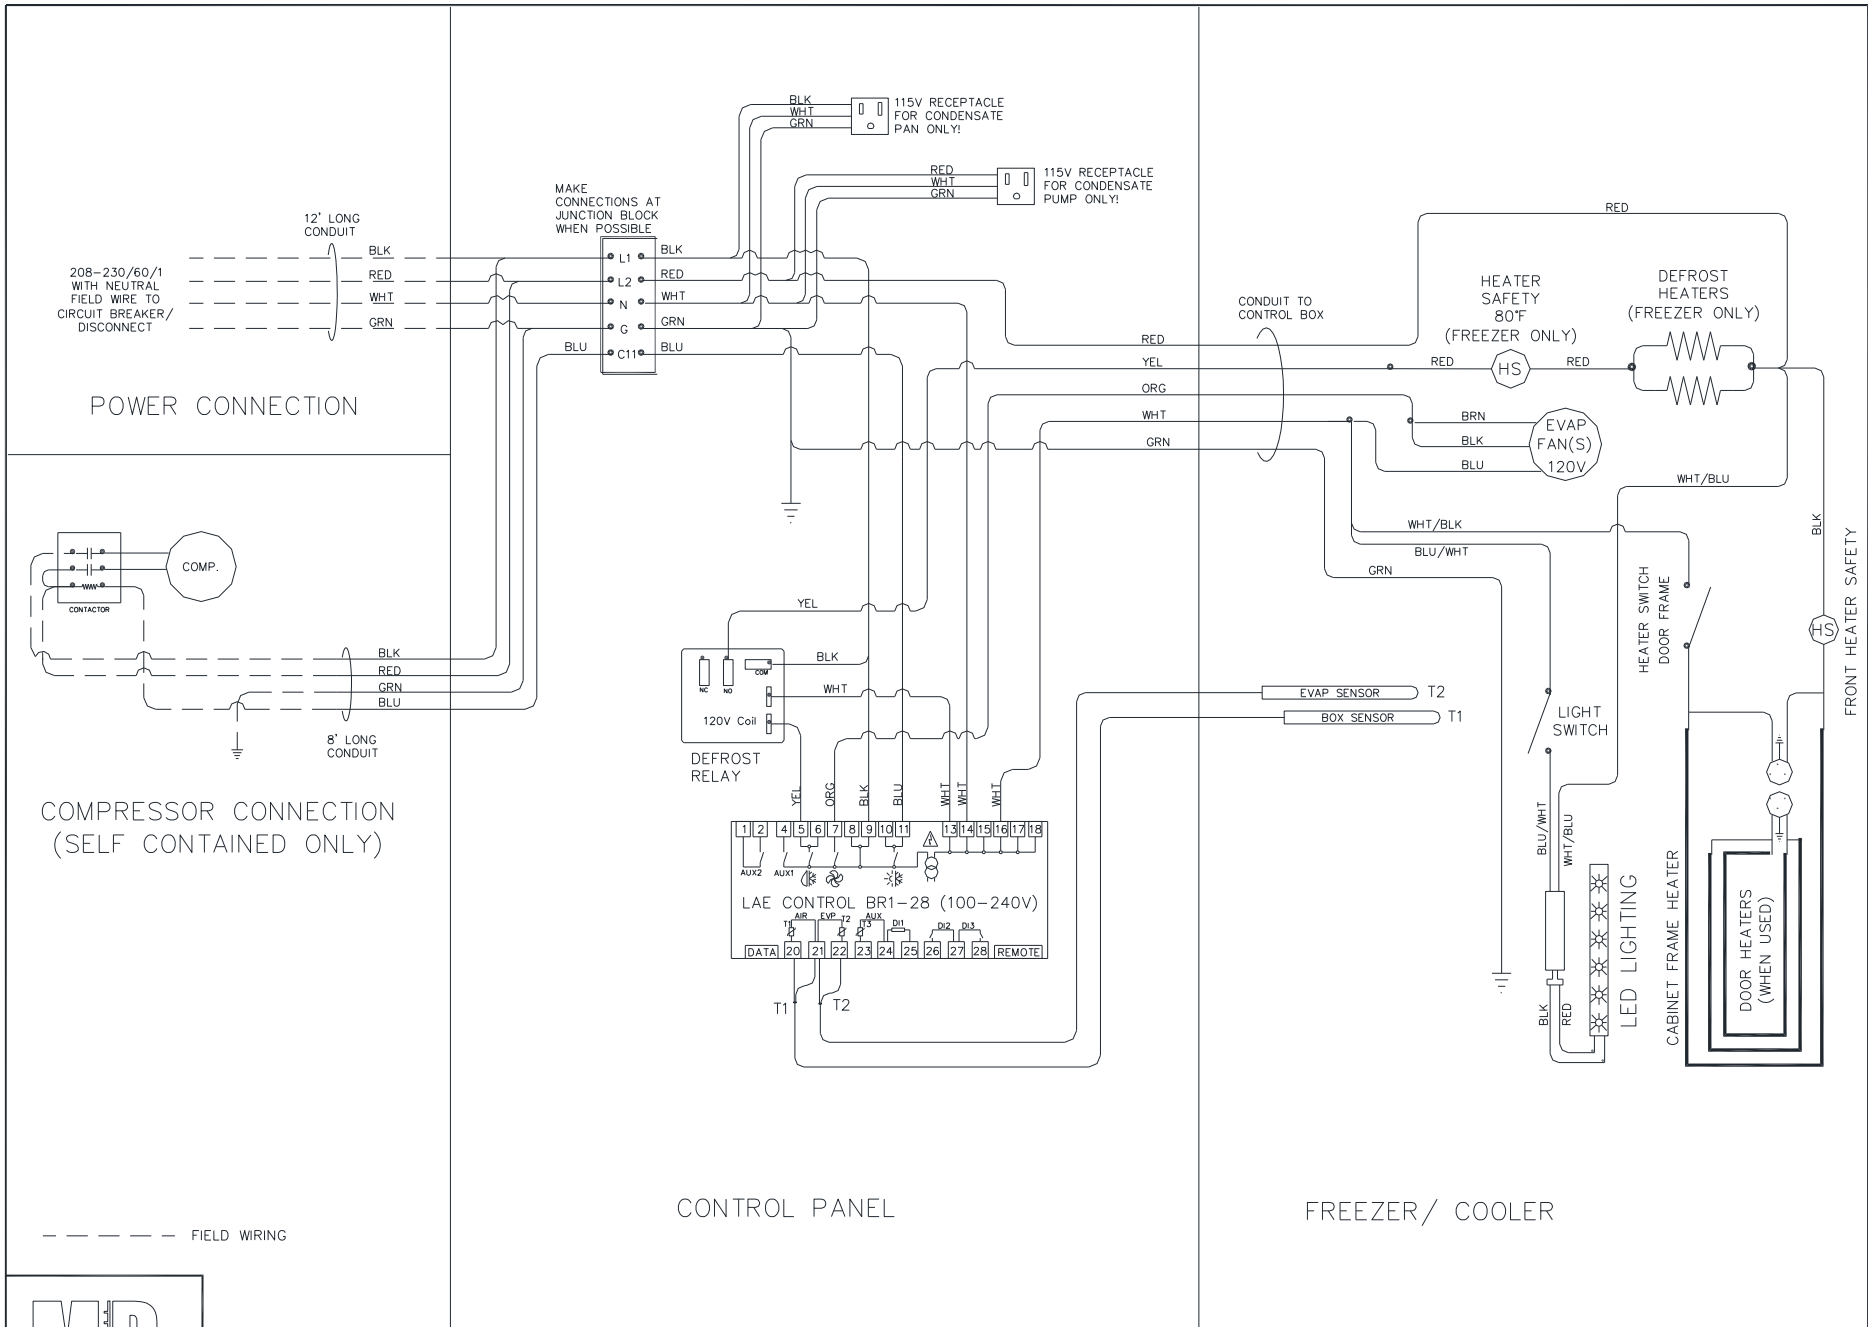 BLK
WHT
GRN
115V RECEPTACLE
FOR CONDENSATE
PAN ONLY!
RED
WHT
GRN
115V RECEPTACLE
FOR CONDENSATE
PUMP ONLY!
MAKE
CONNECTIONS AT
JUNCTION BLOCK
WHEN POSSIBLE
12' LONG
CONDUIT
208-230/60/1
WITH NEUTRAL
FIELD WIRE TO
CIRCUIT BREAKER/
DISCONNECT
BLK
RED
WHT
GRN
BLU
L1
L2
N
G
C11
BLK
RED
WHT
GRN
BLU
POWER CONNECTION
COMP.
CONTACTOR
BLK
RED
GRN
BLU
8' LONG
CONDUIT
COMPRESSOR CONNECTION
(SELF CONTAINED ONLY)
FIELD WIRING
YEL
BLK
WHT
NC
NO
COM
120V Coil
DEFROST
RELAY
YEL
ORG
BLK
BLU
WHT
WHT
WHT
1 2 4 5 6 7 8 9 10 11 13 14 15 16 17 18
AUX2
AUX1
LAE CONTROL BR1-28 (100-240V)
AIR
EVP
AUX
T1
T2
T3
DI1
DI2
DI3
DATA 20 21 22 23 24 25 26 27 28 REMOTE
T1
T2
CONTROL PANEL
RED
YEL
ORG
WHT
GRN
CONDUIT TO
CONTROL BOX
RED
HEATER
SAFETY
80°F
(FREEZER ONLY)
DEFROST
HEATERS
(FREEZER ONLY)
RED
HS
RED
BRN
BLK
BLU
EVAP
FAN(S)
120V
WHT/BLU
WHT/BLK
BLU/WHT
GRN
BLK
HEATER SWITCH
DOOR FRAME
HS
FRONT HEATER SAFETY
EVAP SENSOR
T2
BOX SENSOR
T1
LIGHT
SWITCH
BLU/WHT
WHT/BLU
BLK
RED
LED LIGHTING
CABINET FRAME HEATER
DOOR HEATERS
(WHEN USED)
FREEZER/ COOLER